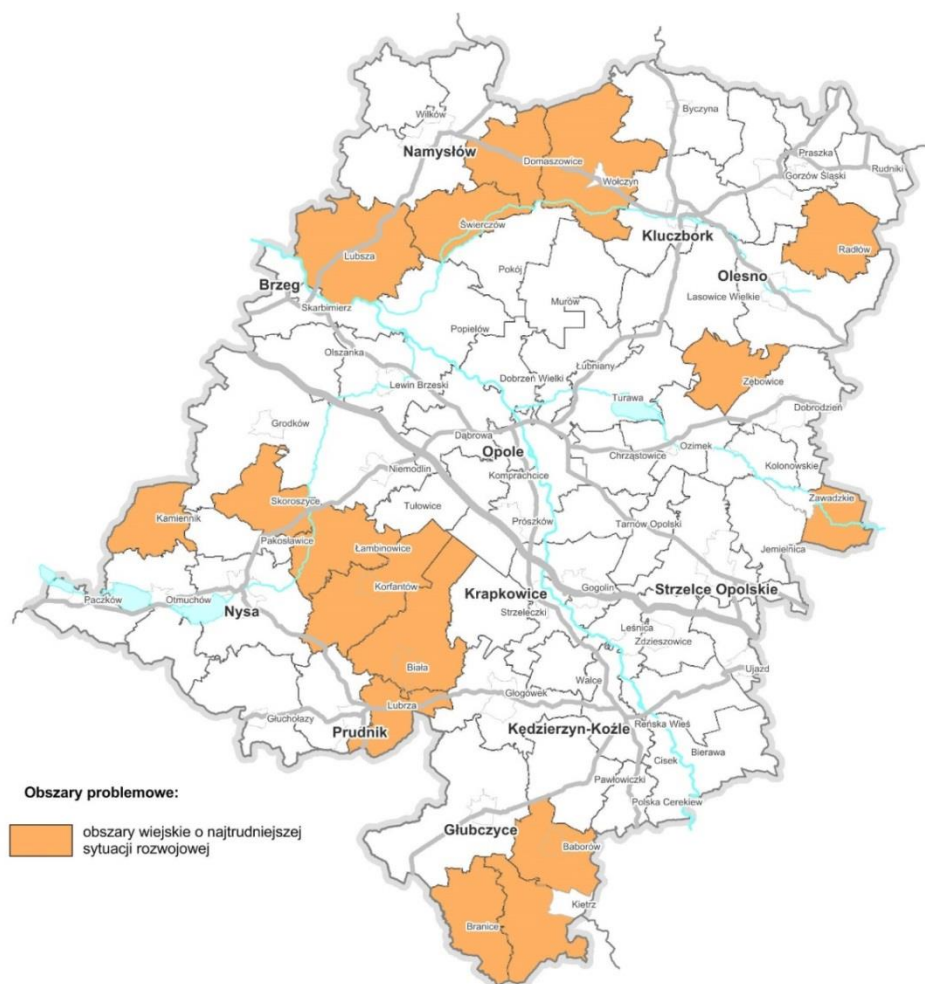 Wilków
Byczyna
Namysłów
Domaszowice
Praszka
Rudniki
Gorzów Śląski
Wołczyn
Świerczów
Kluczbork
Radłów
Lubsza
Pokój
Olesno
Brzeg
Lasowice Wielkie
Skarbimierz
Murów
Popielów
Olszanka
Łubniany
Lewin Brzeski
Dobrzeń Wielki
Zębowice
Turawa
Dobrodzień
Grodków
Dąbrowa
Ozimek
Opole
Chrząstowice
Niemodlin
Kolonowskie
Komprachcice
Skoroszyce
Tułowice
Zawadzkie
Kamiennik
Prószków
Tarnów Opolski
Pakosławice
Łambinowice
Jemielnica
Korfantów
Gogolin
Strzelce Opolskie
Krapkowice
Paczków
Otmuchów
Nysa
Strzeleczki
Leśnica
Zdzieszowice
Biała
Ujazd
Walce
Głogówek
Lubrza
Głuchołazy
Reńska Wieś
Prudnik
Kędzierzyn-Koźle
Bierawa
Cisek
Pawłowiczki
Polska Cerekiew
Głubczyce
Baborów
Kietrz
Branice
Obszary problemowe:
obszary wiejskie o najtrudniejszej
sytuacji rozwojowej